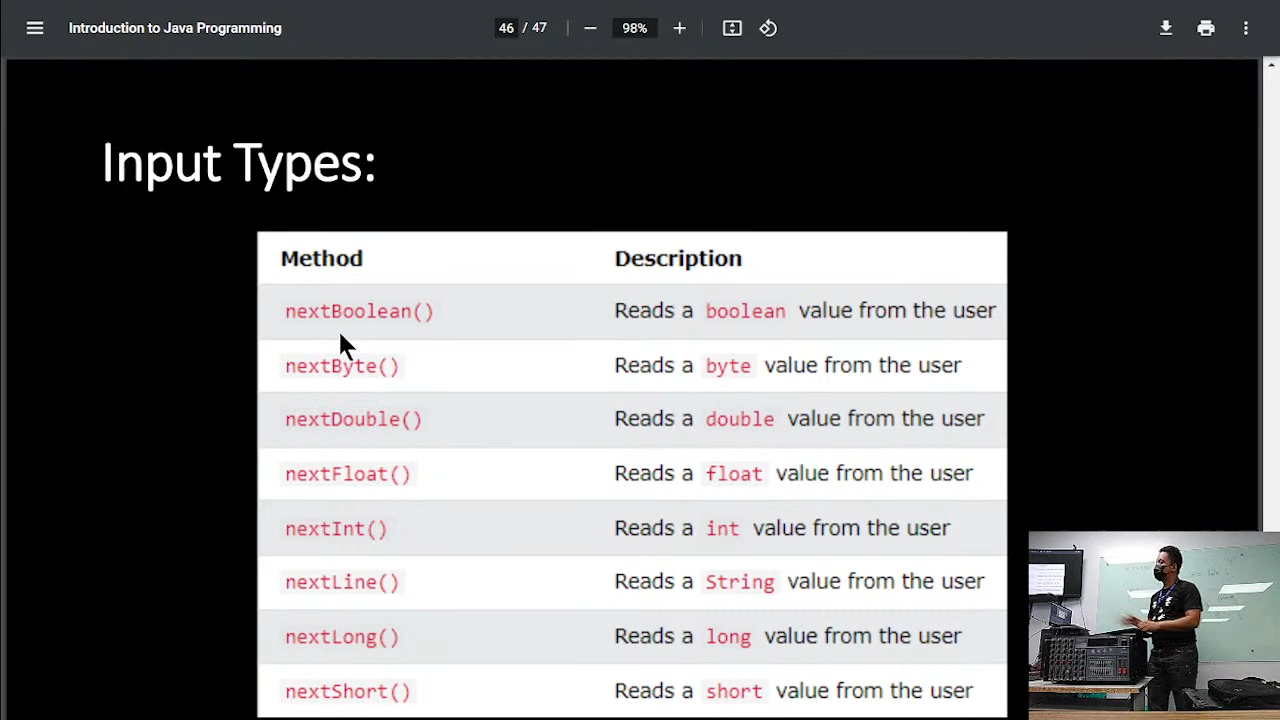 Introduction to Java Programming
46 / 47
98%
Input Types:
Method Description
nextBoolean() Reads a boolean value from the user
nextByte() Reads a byte value from the user
nextDouble() Reads a double value from the user
nextFloat() Reads a float value from the user
nextInt() Reads a int value from the user
nextLine() Reads a String value from the user
nextLong() Reads a long value from the user
nextShort() Reads a short value from the user